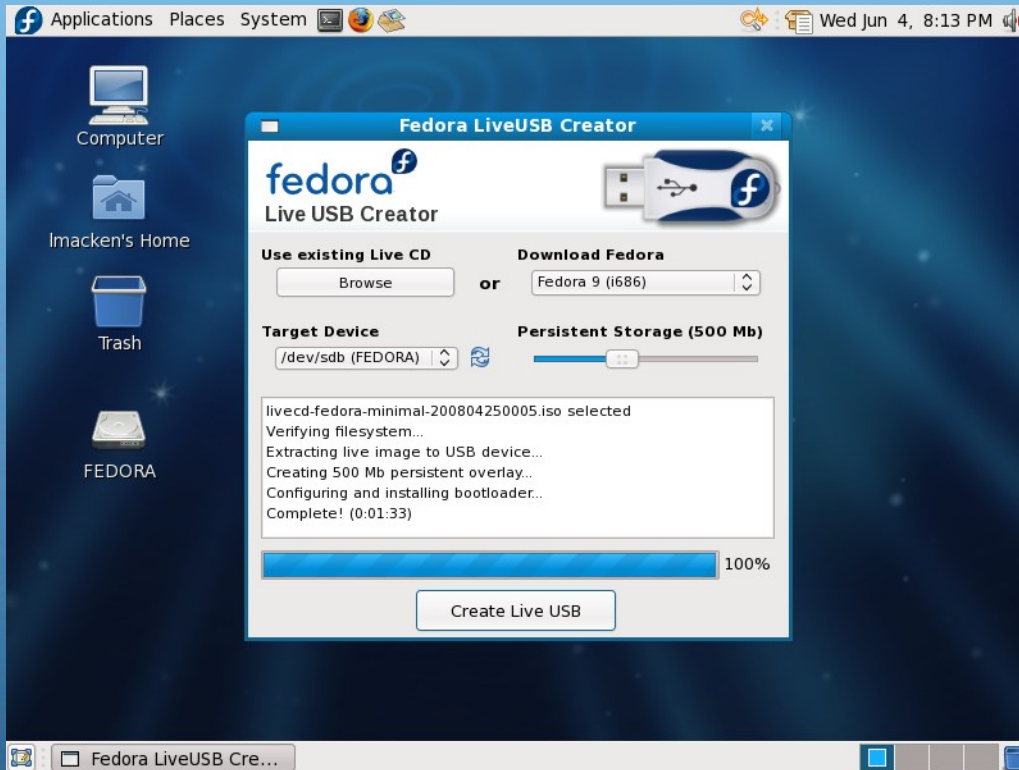 Applications Places System Wed Jun 4, 8:13 PM
Computer
lmacken's Home
Trash
FEDORA
Fedora LiveUSB Creator
fedora
Live USB Creator
Use existing Live CD
Browse
or
Download Fedora
Fedora 9 (i686)
Target Device
/dev/sdb (FEDORA)
Persistent Storage (500 Mb)
livecd-fedora-minimal-200804250005.iso selected
Verifying filesystem...
Extracting live image to USB device...
Creating 500 Mb persistent overlay...
Configuring and installing bootloader...
Complete! (0:01:33)
100%
Create Live USB
Fedora LiveUSB Cre...